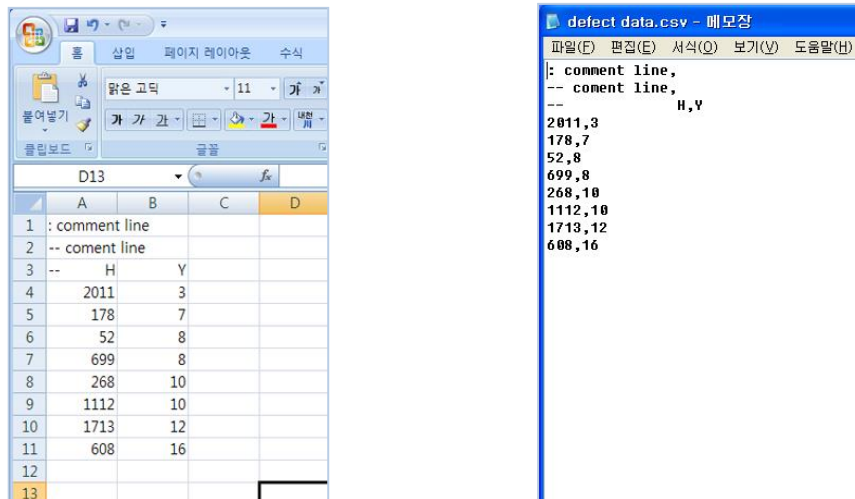 홈 삽입 페이지 레이아웃 수식
맑은 고딕 11 가 가
붙여넣기 가 가 가 가 내천
클립보드 글꼴
D13 fx
A B C D
1 : comment line
2 -- coment line
3 -- H Y
4 2011 3
5 178 7
6 52 8
7 699 8
8 268 10
9 1112 10
10 1713 12
11 608 16
12
13
defect data.csv - 메모장
파일(F) 편집(E) 서식(O) 보기(V) 도움말(H)
: comment line,
-- coment line,
-- H,Y
2011,3
178,7
52,8
699,8
268,10
1112,10
1713,12
608,16